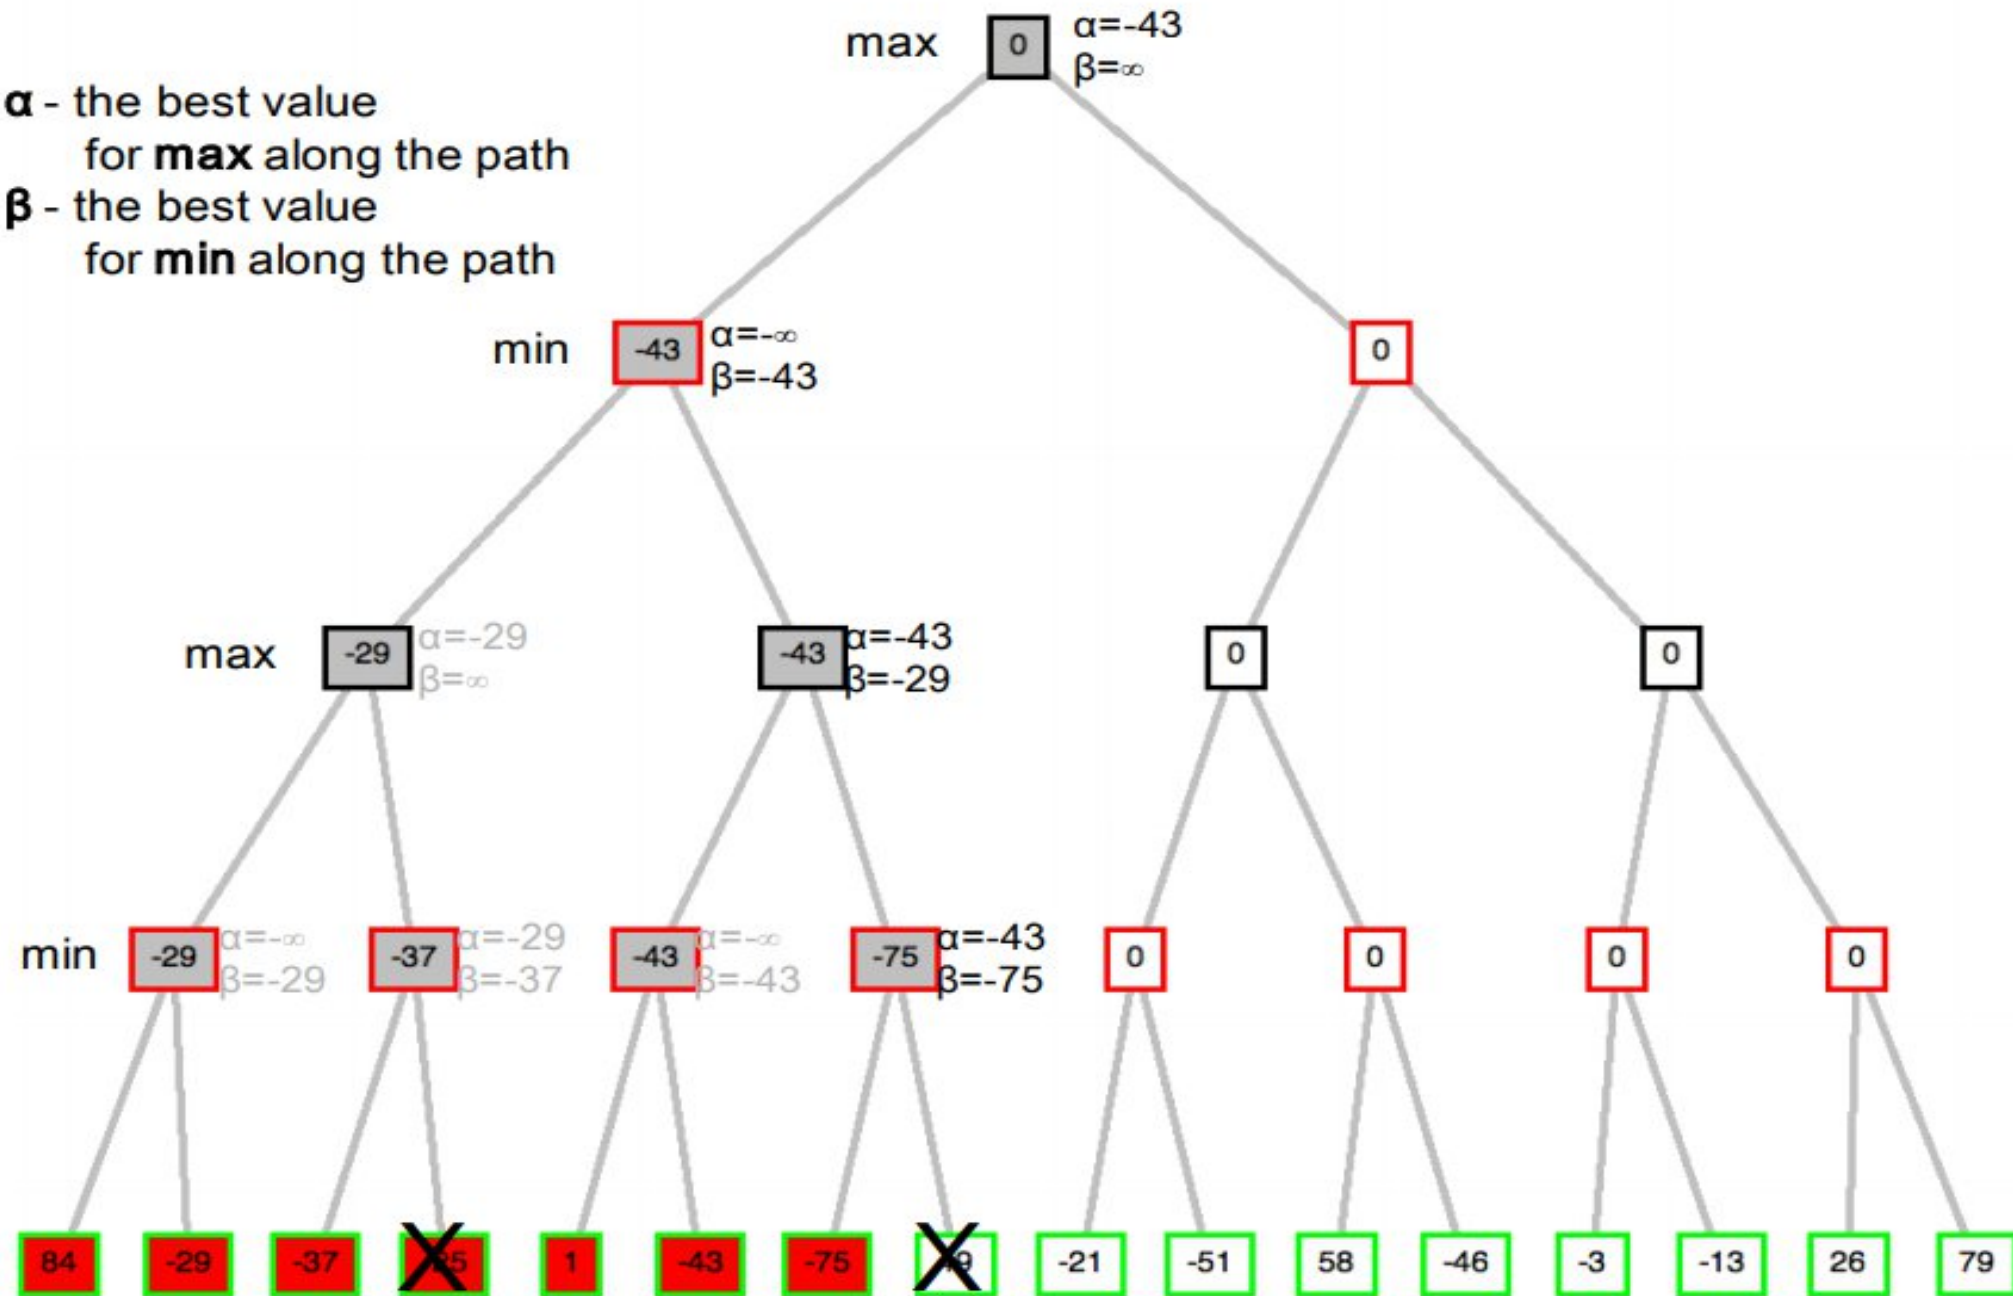 max
0
α=-43
β=∞
α - the best value
for max along the path
β - the best value
for min along the path
min
-43
α=-∞
β=-43
0
max
-29
α=-29
β=∞
-43
α=-43
β=-29
0
0
min
-29
α=-∞
β=-29
-37
α=-29
β=-37
-43
α=-∞
β=-43
-75
α=-43
β=-75
0
0
0
0
84
-29
-37
1
-43
-75
-21
-51
58
-46
-3
-13
26
79